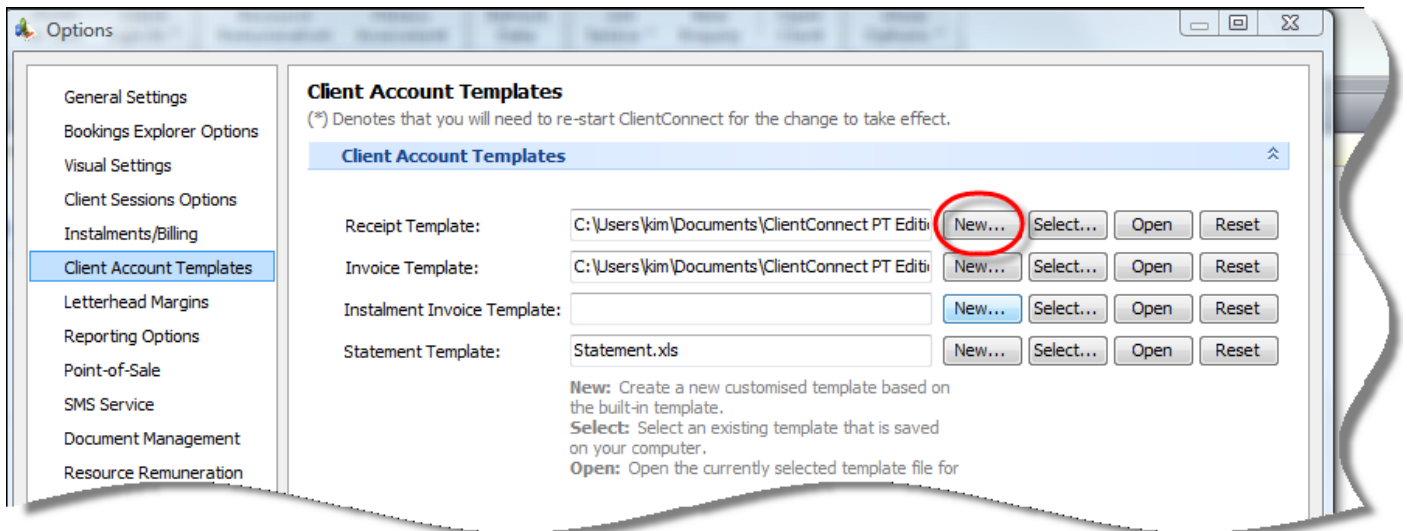 Options
General Settings
Bookings Explorer Options
Visual Settings
Client Sessions Options
Instalments/Billing
Client Account Templates
Letterhead Margins
Reporting Options
Point-of-Sale
SMS Service
Document Management
Resource Remuneration
Client Account Templates
(*) Denotes that you will need to re-start ClientConnect for the change to take effect.
Client Account Templates
Receipt Template: C:\Users\kim\Documents\ClientConnect PT Editi New... Select... Open Reset
Invoice Template: C:\Users\kim\Documents\ClientConnect PT Editi New... Select... Open Reset
Instalment Invoice Template: New... Select... Open Reset
Statement Template: Statement.xls New... Select... Open Reset
New: Create a new customised template based on
the built-in template.
Select: Select an existing template that is saved
on your computer.
Open: Open the currently selected template file for